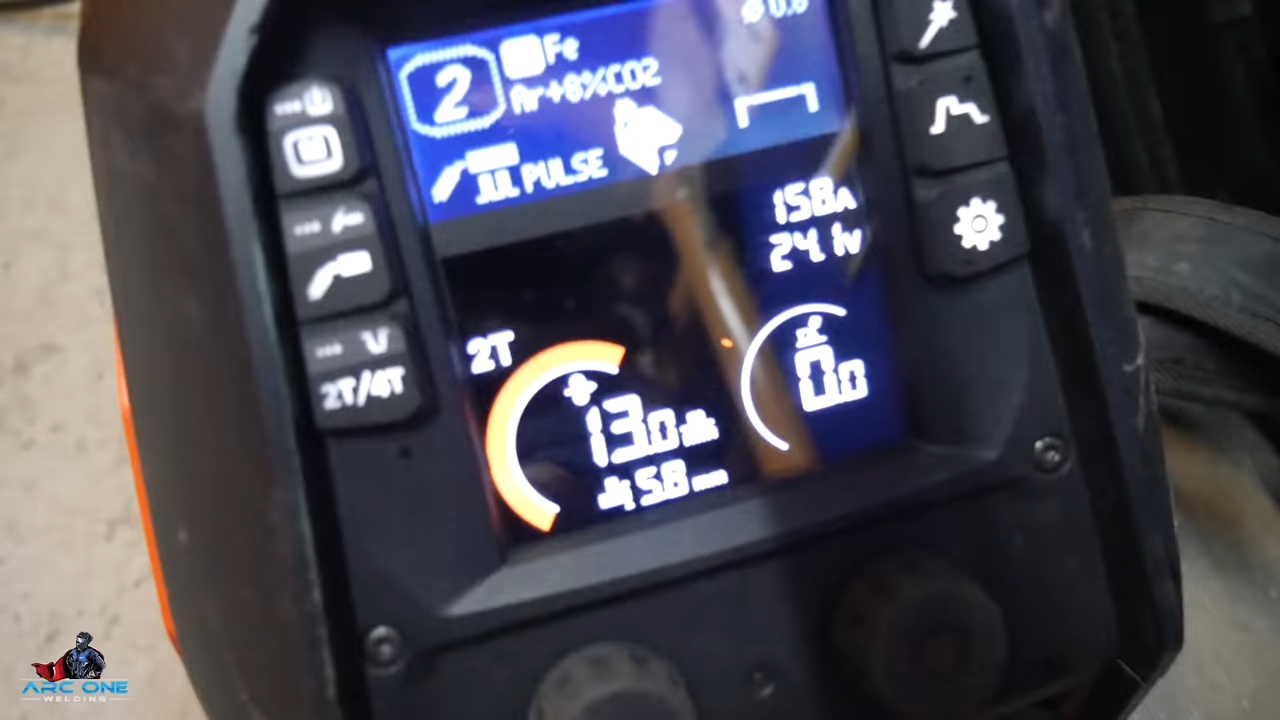 2
Fe
Ar+8%CO2
PULSE
158A
24.1v
2T
13.0
5.8 mm
0.0
2T/4T
ARC ONE
WELDING